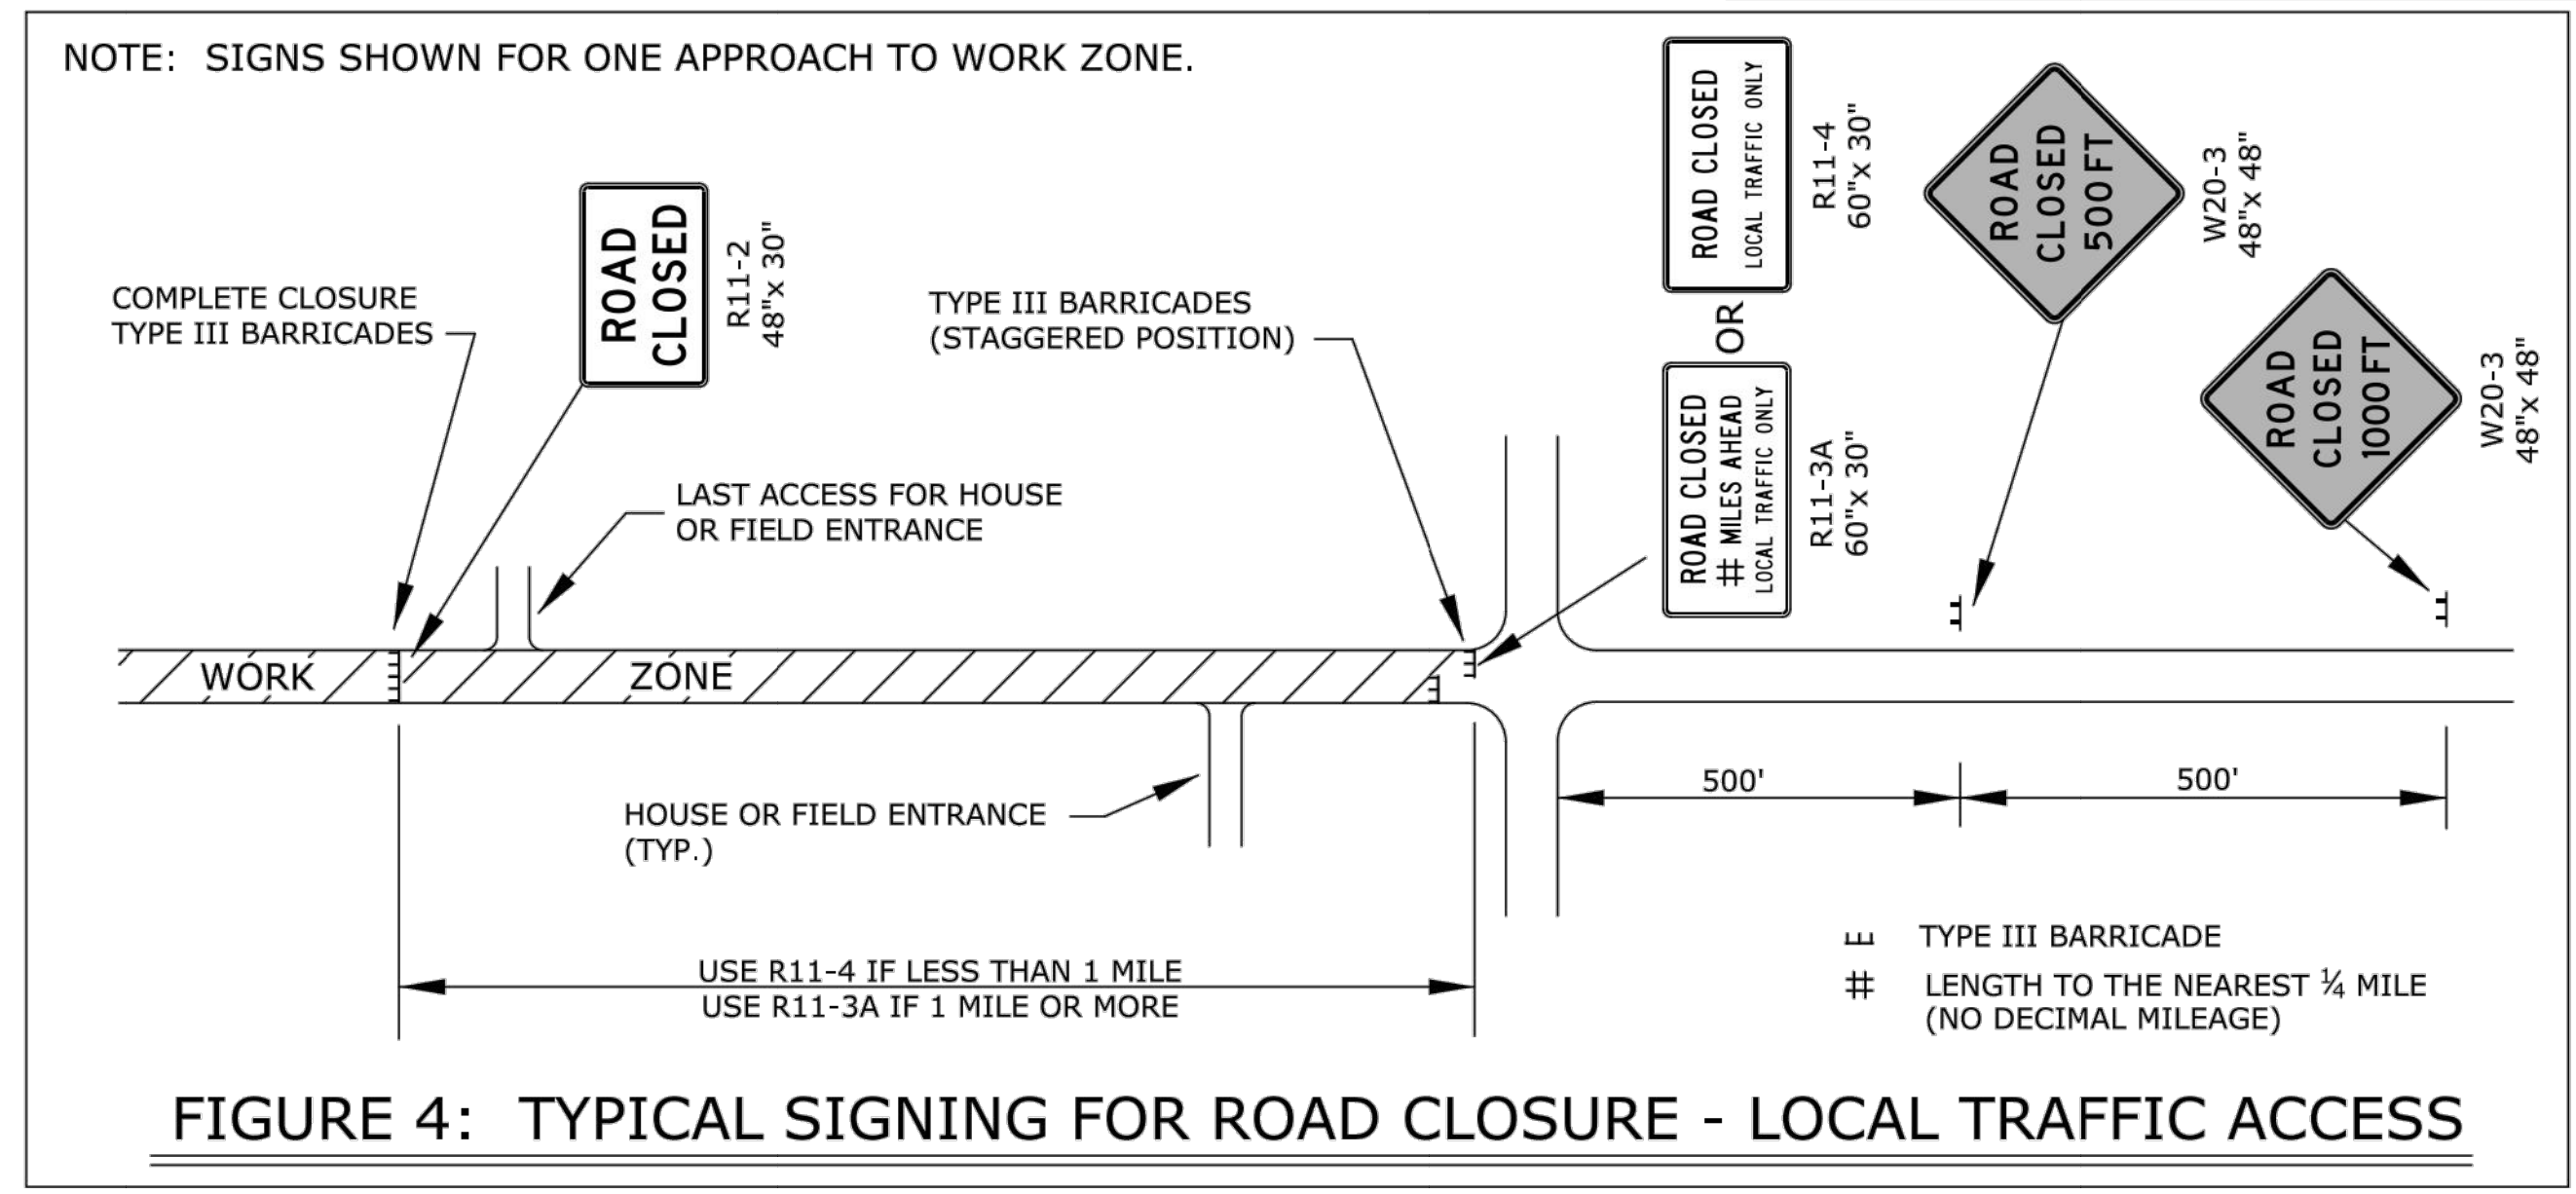 NOTE: SIGNS SHOWN FOR ONE APPROACH TO WORK ZONE.
COMPLETE CLOSURE
TYPE III BARRICADES
ROAD
CLOSED
R11-2
48"x 30"
TYPE III BARRICADES
(STAGGERED POSITION)
ROAD CLOSED
LOCAL TRAFFIC ONLY
R11-4
60"x 30"
OR
ROAD CLOSED
# MILES AHEAD
LOCAL TRAFFIC ONLY
R11-3A
60"x 30"
ROAD
CLOSED
500FT
W20-3
48"x 48"
ROAD
CLOSED
1000FT
W20-3
48"x 48"
LAST ACCESS FOR HOUSE
OR FIELD ENTRANCE
WORK ZONE
HOUSE OR FIELD ENTRANCE
(TYP.)
500' 500'
USE R11-4 IF LESS THAN 1 MILE
USE R11-3A IF 1 MILE OR MORE
TYPE III BARRICADE
# LENGTH TO THE NEAREST ¼ MILE
(NO DECIMAL MILEAGE)
FIGURE 4: TYPICAL SIGNING FOR ROAD CLOSURE - LOCAL TRAFFIC ACCESS